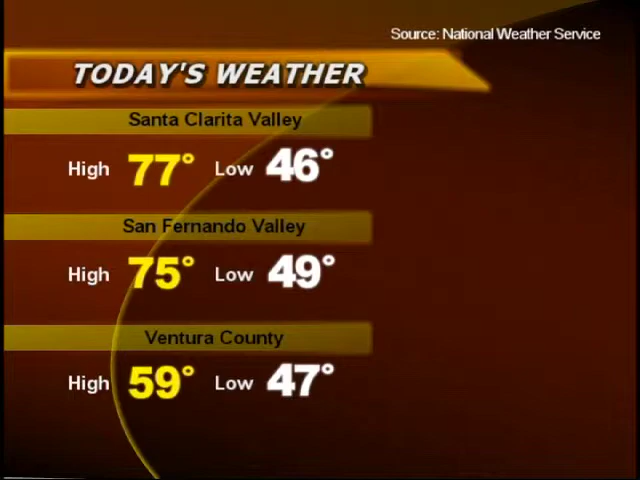 Source: National Weather Service
TODAY'S WEATHER
Santa Clarita Valley
High 77° Low 46°
San Fernando Valley
High 75° Low 49°
Ventura County
High 59° Low 47°